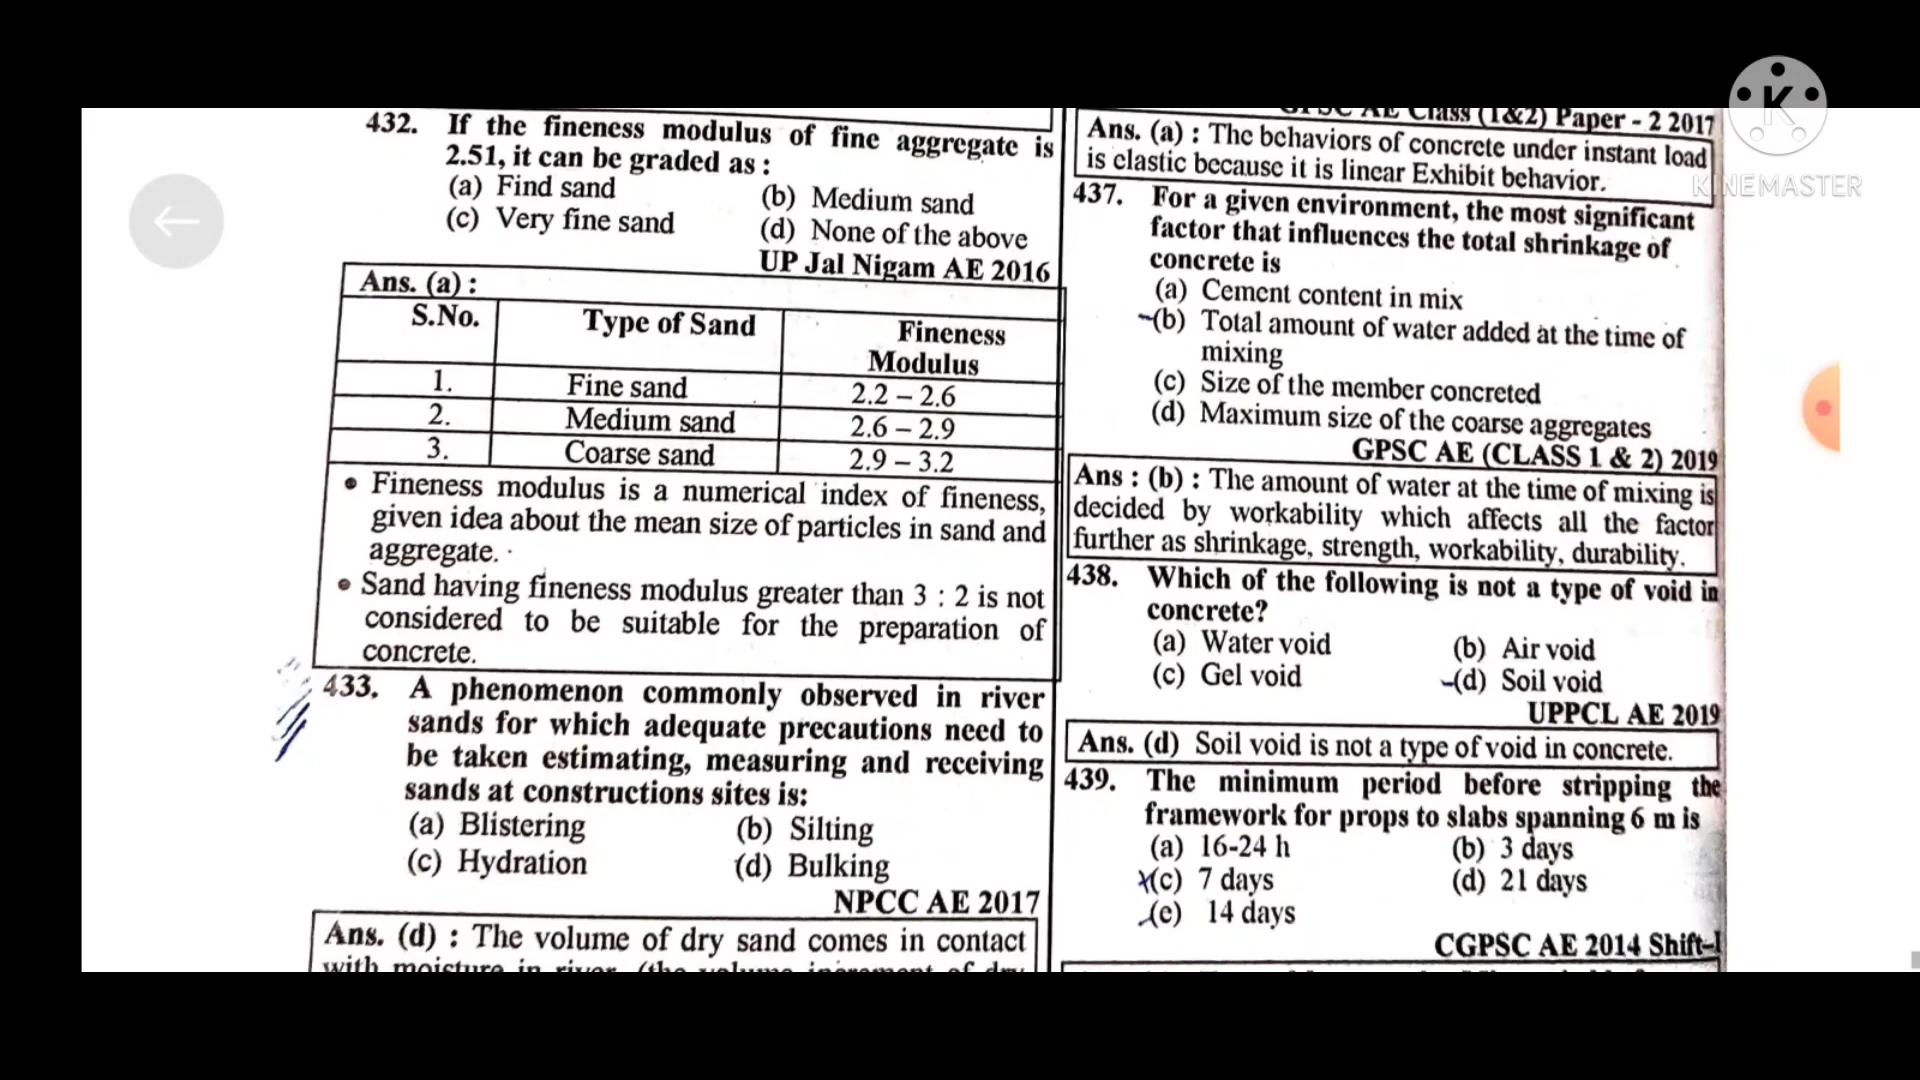 432. If the fineness modulus of fine aggregate is
2.51, it can be graded as :
(a) Find sand (b) Medium sand
(c) Very fine sand (d) None of the above
UP Jal Nigam AE 2016
Ans. (a) :
S.No. Type of Sand Fineness
Modulus
1. Fine sand 2.2 – 2.6
2. Medium sand 2.6 – 2.9
3. Coarse sand 2.9 – 3.2
• Fineness modulus is a numerical index of fineness,
given idea about the mean size of particles in sand and
aggregate.
• Sand having fineness modulus greater than 3 : 2 is not
considered to be suitable for the preparation of
concrete.
433. A phenomenon commonly observed in river
sands for which adequate precautions need to
be taken estimating, measuring and receiving
sands at constructions sites is:
(a) Blistering (b) Silting
(c) Hydration (d) Bulking
NPCC AE 2017
Ans. (d) : The volume of dry sand comes in contact
with moisture in river (the volume increment of dry
GPSC AE Class (1&2) Paper - 2 2017
Ans. (a) : The behaviors of concrete under instant load
is elastic because it is linear Exhibit behavior.
437. For a given environment, the most significant
factor that influences the total shrinkage of
concrete is
(a) Cement content in mix
(b) Total amount of water added at the time of
mixing
(c) Size of the member concreted
(d) Maximum size of the coarse aggregates
GPSC AE (CLASS 1 & 2) 2019
Ans : (b) : The amount of water at the time of mixing is
decided by workability which affects all the factor
further as shrinkage, strength, workability, durability.
438. Which of the following is not a type of void in
concrete?
(a) Water void (b) Air void
(c) Gel void (d) Soil void
UPPCL AE 2019
Ans. (d) Soil void is not a type of void in concrete.
439. The minimum period before stripping the
framework for props to slabs spanning 6 m is
(a) 16-24 h (b) 3 days
(c) 7 days (d) 21 days
(e) 14 days
CGPSC AE 2014 Shift-I
K
KINEMASTER